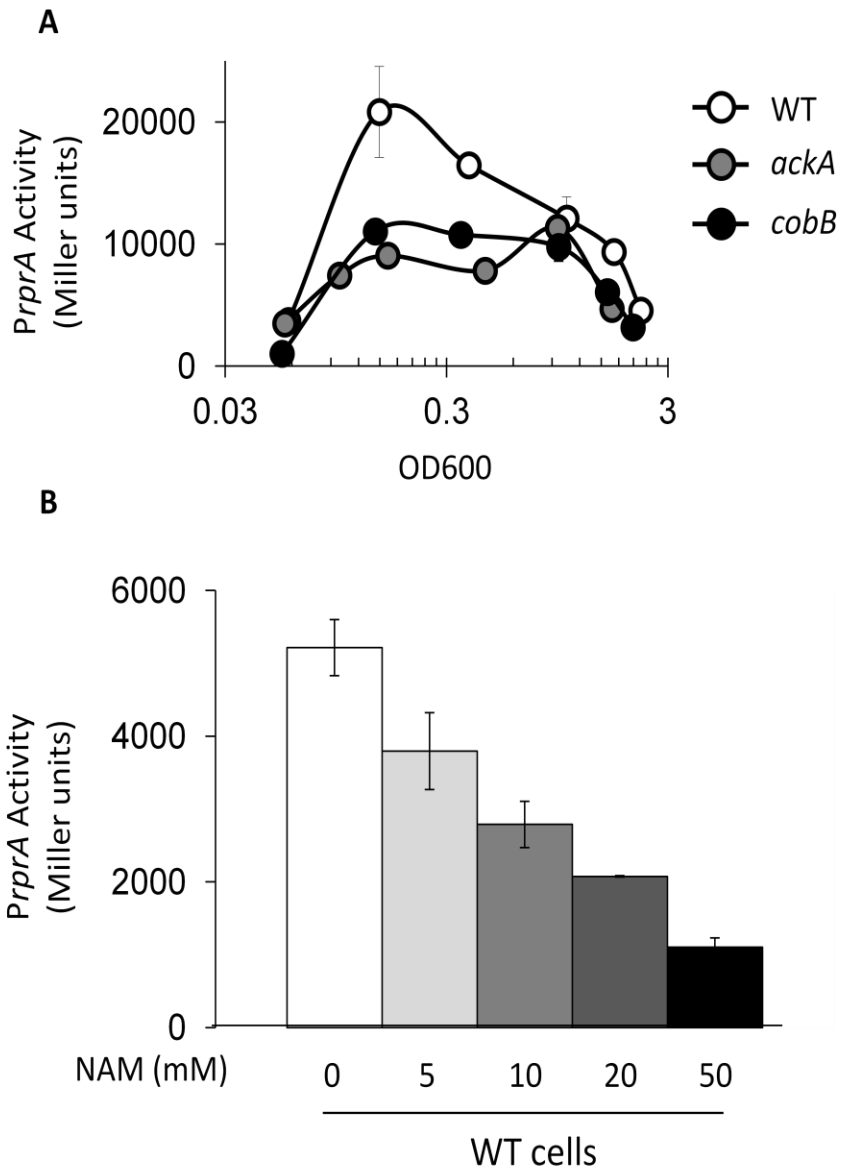 A
PrprA Activity
(Miller units)
20000
10000
0
0.03
0.3
3
OD600
WT
ackA
cobB
B
PrprA Activity
(Miller units)
6000
4000
2000
0
NAM (mM)
0
5
10
20
50
WT cells